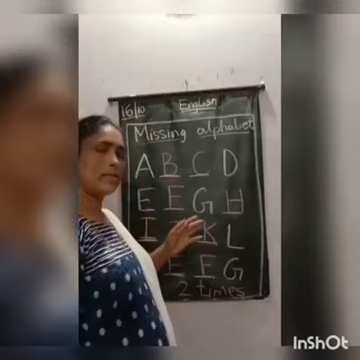 16/10 English
Missing alphabet
A B C D
E F G H
I K L
E F G
2 times
InShOt